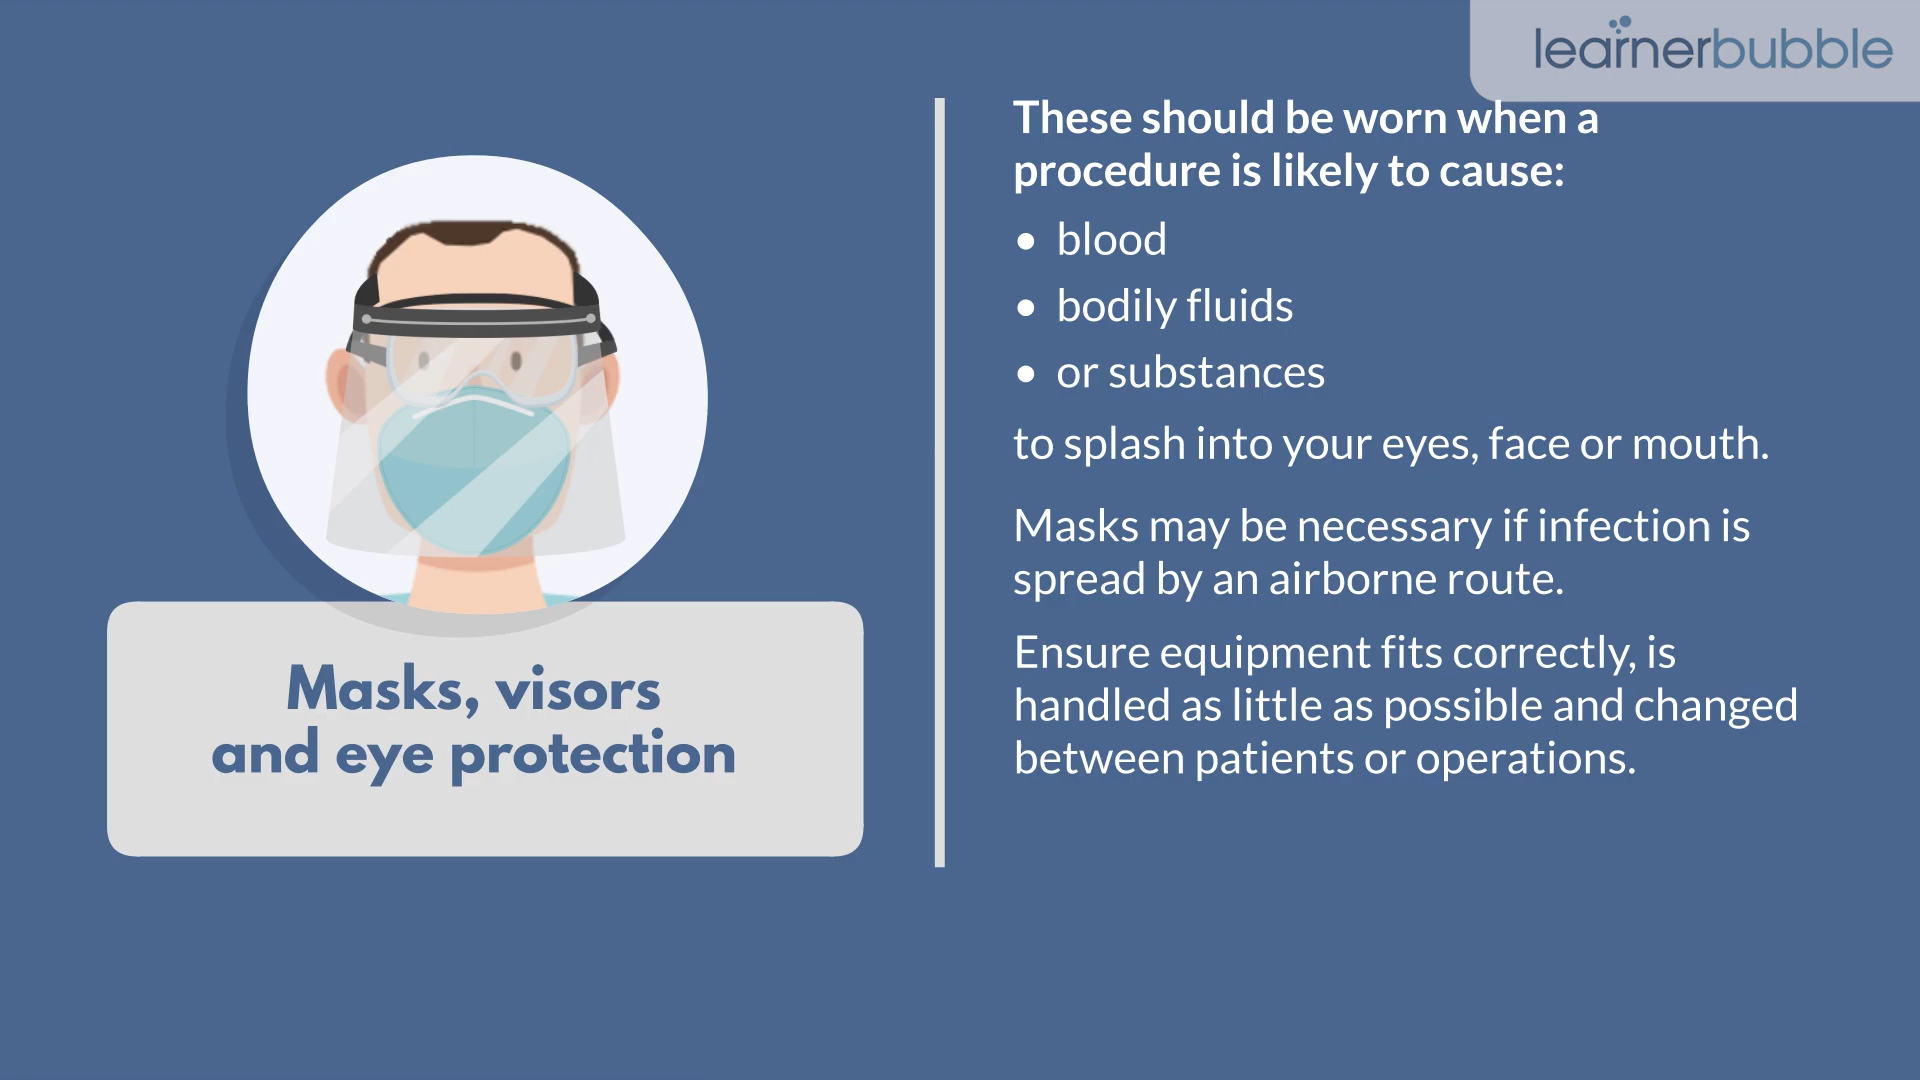 learnerbubble
These should be worn when a
procedure is likely to cause:
• blood
• bodily fluids
• or substances
to splash into your eyes, face or mouth.
Masks may be necessary if infection is
spread by an airborne route.
Ensure equipment fits correctly, is
handled as little as possible and changed
between patients or operations.
Masks, visors
and eye protection